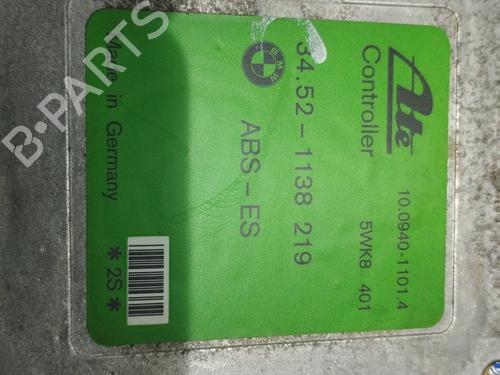 Ate
Controller
10.0940-1101.4
5WK8 401
BMW
34.52-1138 219
ABS-ES
Made in Germany
* 2S *
B-PARTS